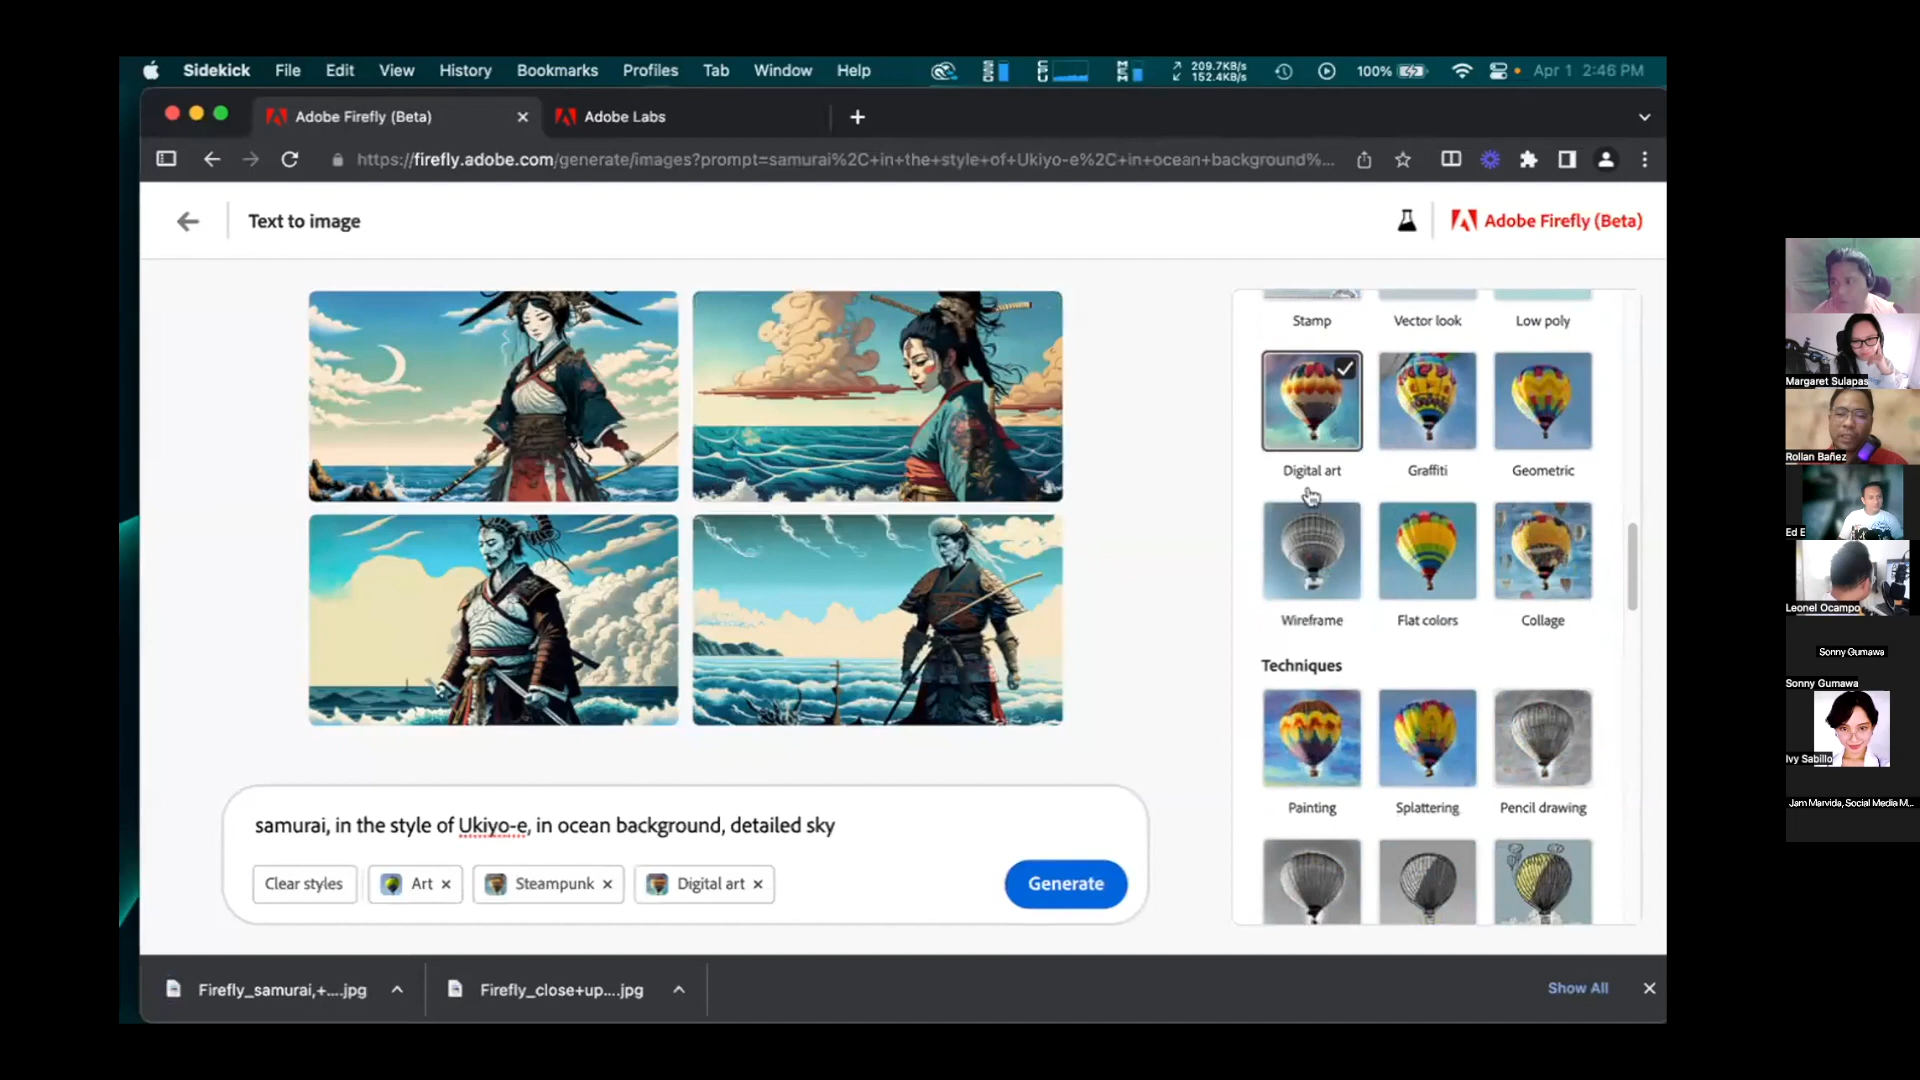 Sidekick File Edit View History Bookmarks Profiles Tab Window Help 209.7KB/s 152.4KB/s 100% Apr 1 2:46 PM
Adobe Firefly (Beta) Adobe Labs
https://firefly.adobe.com/generate/images?prompt=samurai%2C+in+the+style+of+Ukiyo-e%2C+in+ocean+background%...
Text to image Adobe Firefly (Beta)
Stamp Vector look Low poly
Digital art Graffiti Geometric
Wireframe Flat colors Collage
Techniques
Painting Splattering Pencil drawing
samurai, in the style of Ukiyo-e, in ocean background, detailed sky
Clear styles Art Steampunk Digital art Generate
Firefly_samurai,+....jpg Firefly_close+up....jpg Show All
Margaret Sulapas
Rollan Bañez
Ed E
Leonel Ocampo
Sonny Gumawa
Sonny Gumawa
Ivy Sabillo
Jam Marvida, Social Media M...